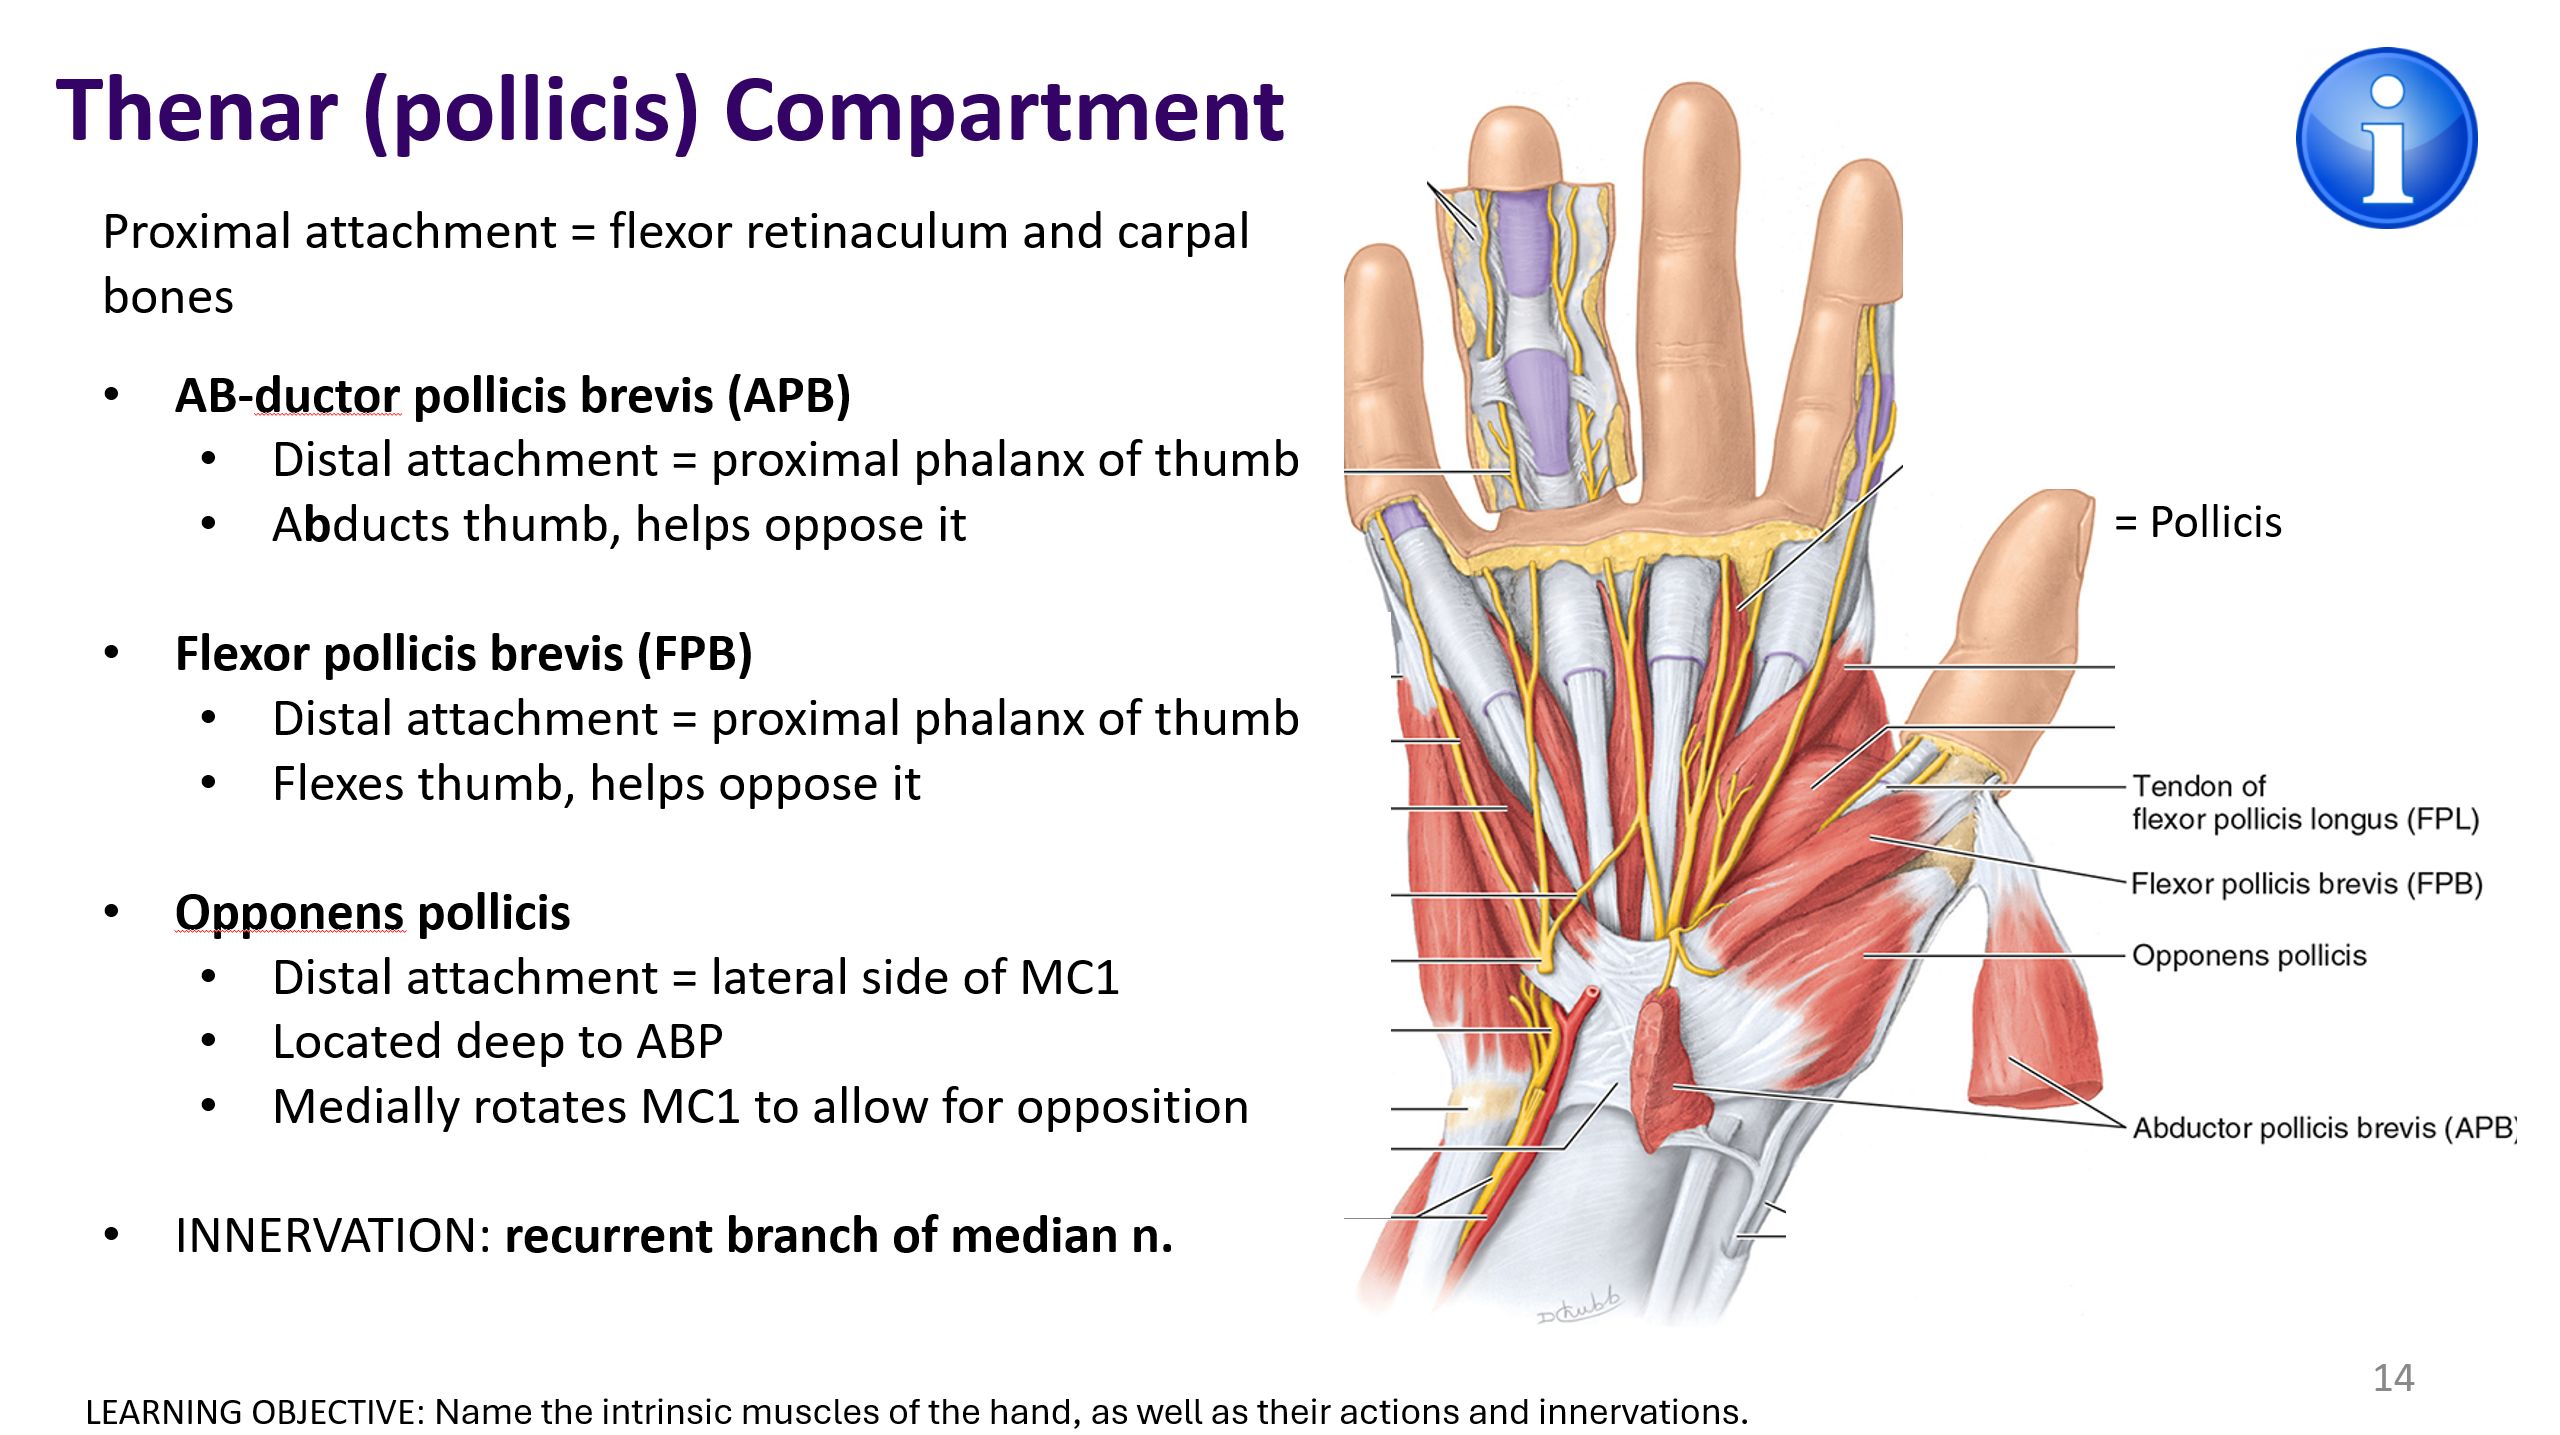 Thenar (pollicis) Compartment
Proximal attachment = flexor retinaculum and carpal
bones
• AB-ductor pollicis brevis (APB)
• Distal attachment = proximal phalanx of thumb
• Abducts thumb, helps oppose it
• Flexor pollicis brevis (FPB)
• Distal attachment = proximal phalanx of thumb
• Flexes thumb, helps oppose it
• Opponens pollicis
• Distal attachment = lateral side of MC1
• Located deep to ABP
• Medially rotates MC1 to allow for opposition
• INNERVATION: recurrent branch of median n.
= Pollicis
Tendon of
flexor pollicis longus (FPL)
Flexor pollicis brevis (FPB)
Opponens pollicis
Abductor pollicis brevis (APB)
DChubb
14
LEARNING OBJECTIVE: Name the intrinsic muscles of the hand, as well as their actions and innervations.